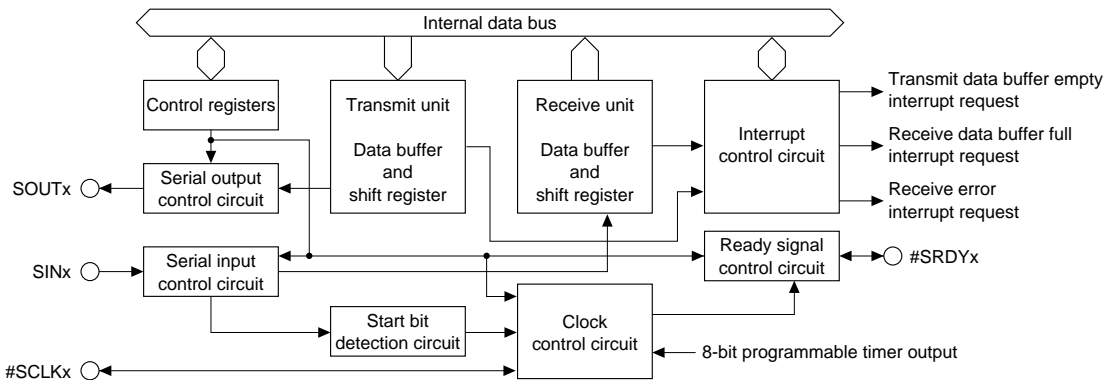 Internal data bus
Control registers
Transmit unit
Data buffer
and
shift register
Receive unit
Data buffer
and
shift register
Interrupt
control circuit
Transmit data buffer empty
interrupt request
Receive data buffer full
interrupt request
Receive error
interrupt request
SOUTx
Serial output
control circuit
SINx
Serial input
control circuit
Ready signal
control circuit
#SRDYx
Start bit
detection circuit
Clock
control circuit
8-bit programmable timer output
#SCLKx